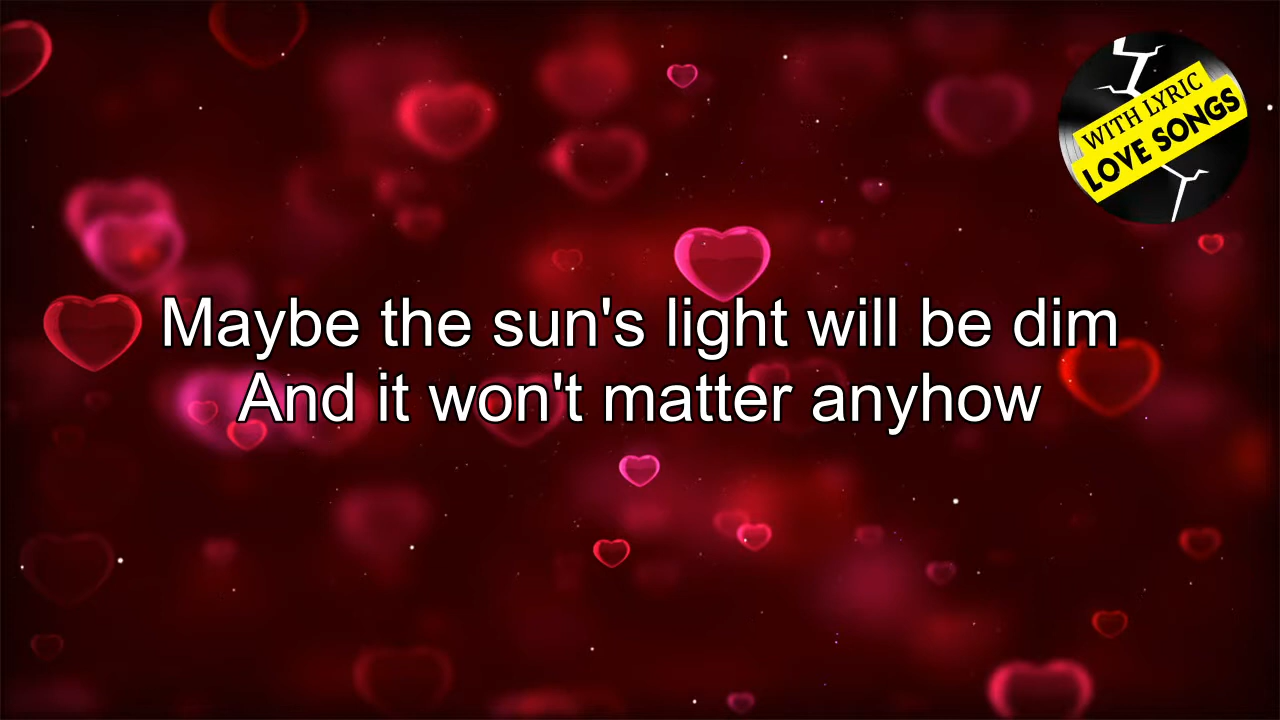 WITH LYRIC
LOVE SONGS
Maybe the sun's light will be dim
And it won't matter anyhow